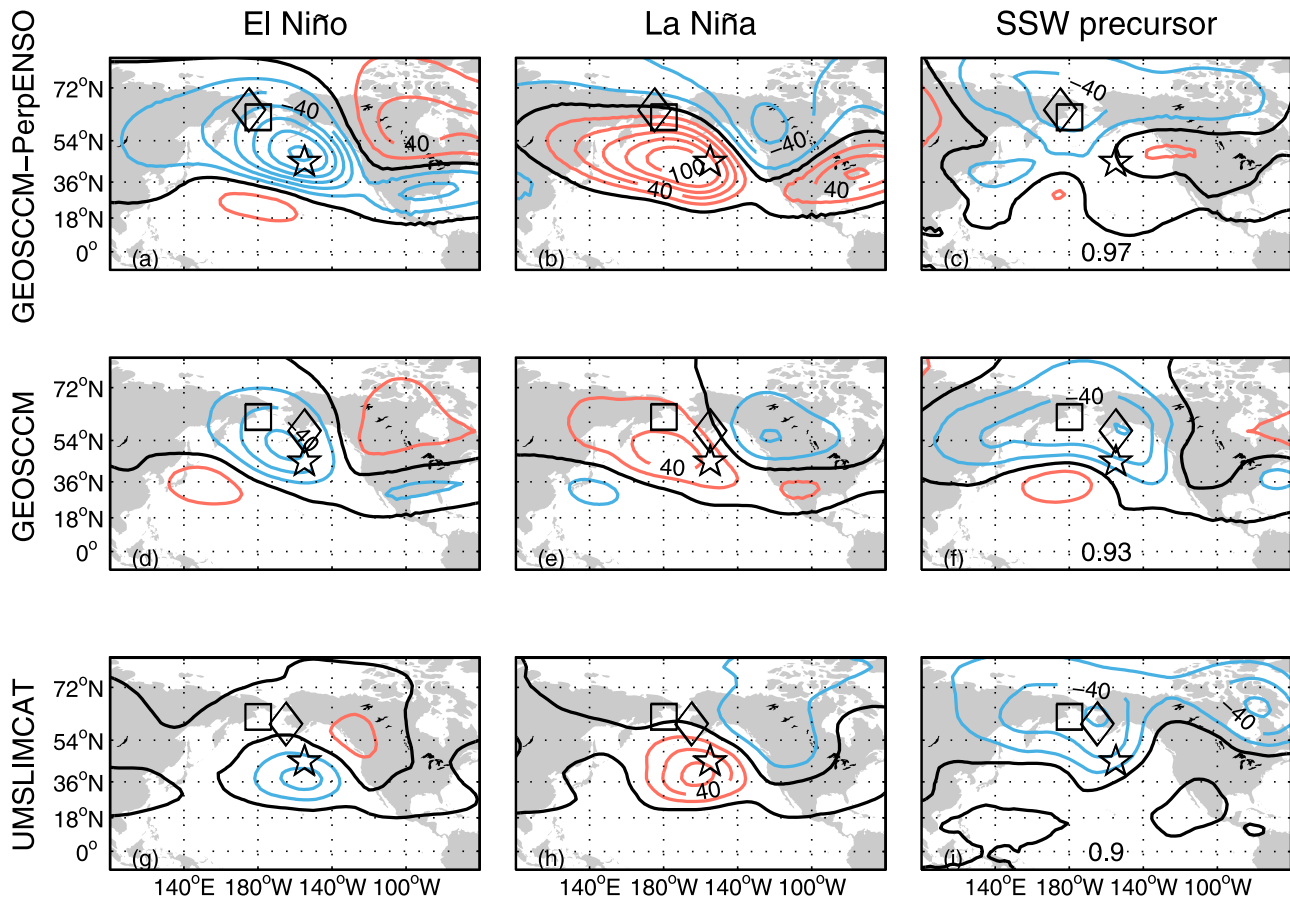 El Niño La Niña SSW precursor
GEOSCCM-PerpENSO
72°N
54°N
36°N
18°N
0°
−40
40
(a)
−40
100
40
40
(b)
−40
0.97
(c)
GEOSCCM
72°N
54°N
36°N
18°N
0°
(d)
40
(e)
−40
0.93
(f)
UMSLIMCAT
72°N
54°N
36°N
18°N
0°
(g)
40
(h)
−40
−40
0.9
(i)
140°E 180°W 140°W 100°W
140°E 180°W 140°W 100°W
140°E 180°W 140°W 100°W